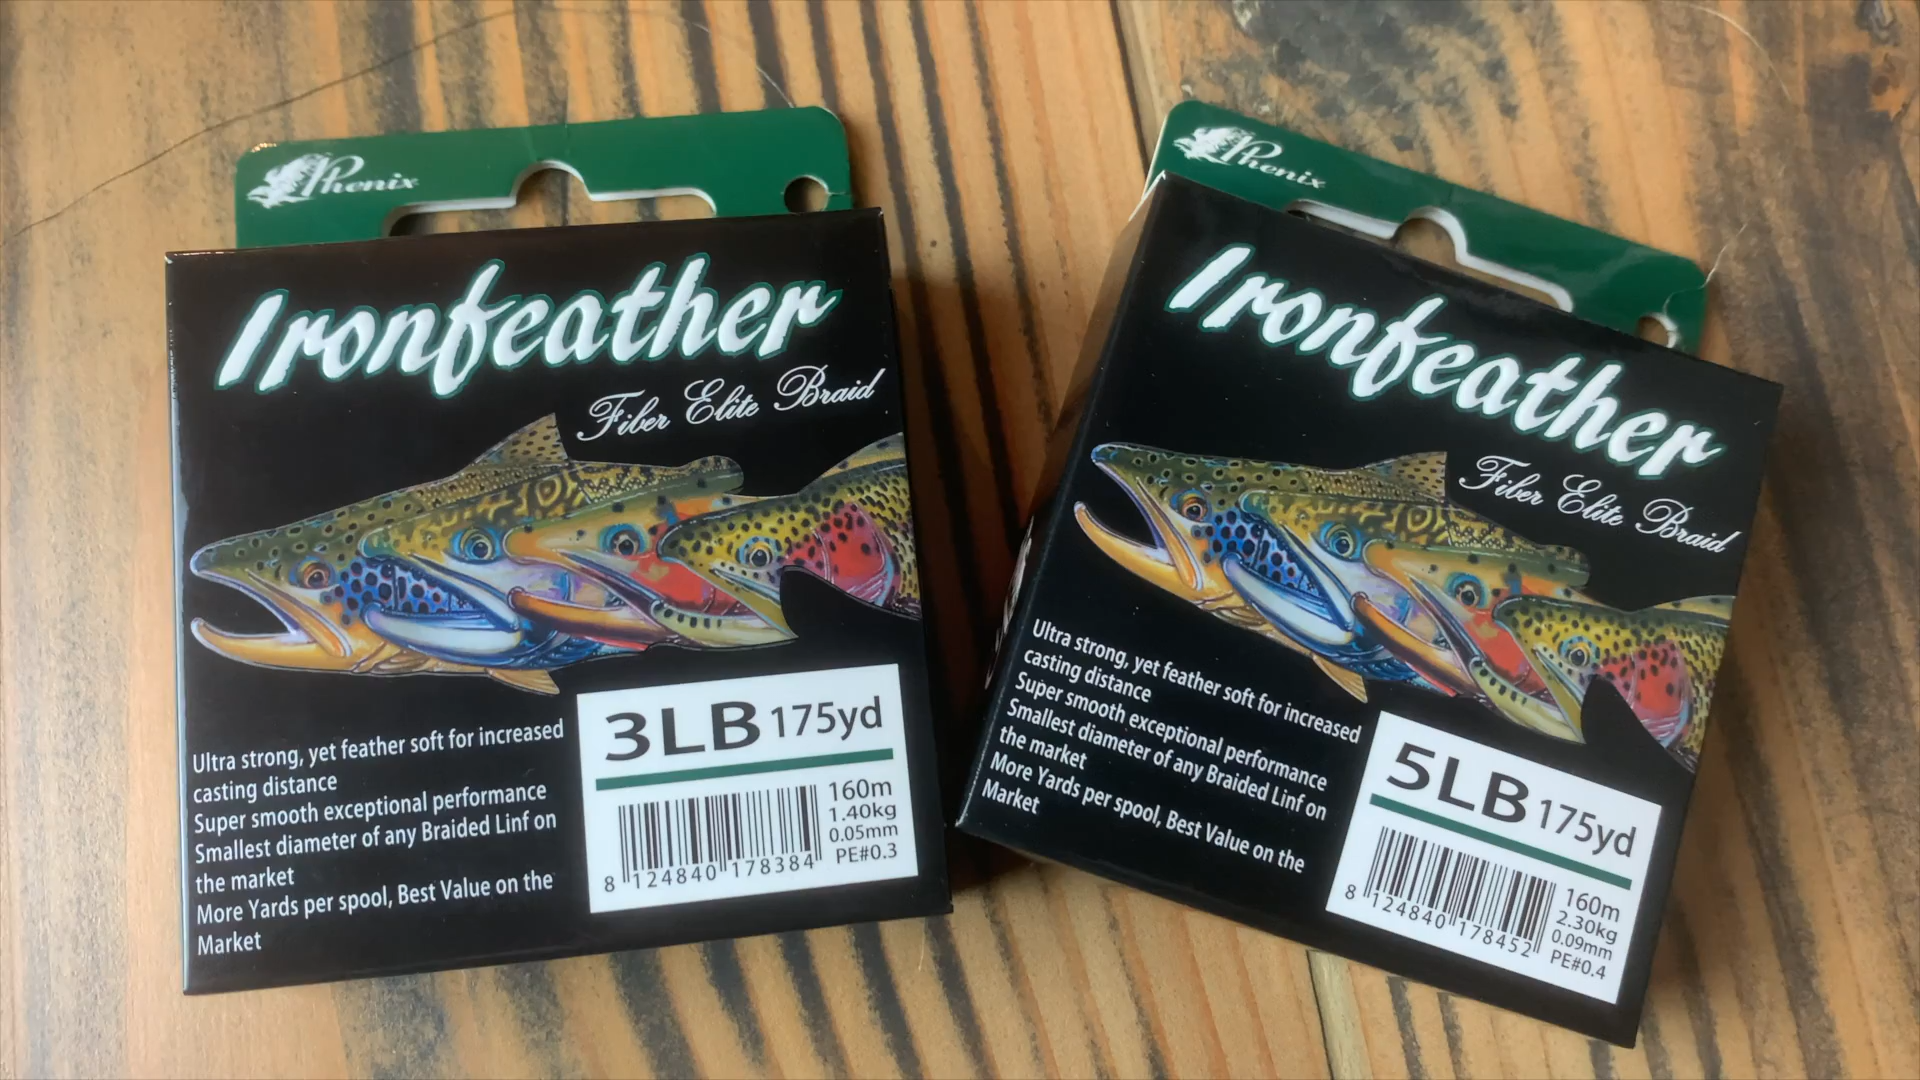 Phenix
Ironfeather
Fiber Elite Braid
Ultra strong, yet feather soft for increased
casting distance
Super smooth exceptional performance
Smallest diameter of any Braided Linf on
the market
More Yards per spool, Best Value on the
Market
3LB 175yd
160m
1.40kg
0.05mm
PE#0.3
8 124840 178384
Phenix
Ironfeather
Fiber Elite Braid
Ultra strong, yet feather soft for increased
casting distance
Super smooth exceptional performance
Smallest diameter of any Braided Linf on
the market
More Yards per spool, Best Value on the
Market
5LB 175yd
160m
2.30kg
0.09mm
PE#0.4
8 124840 178452